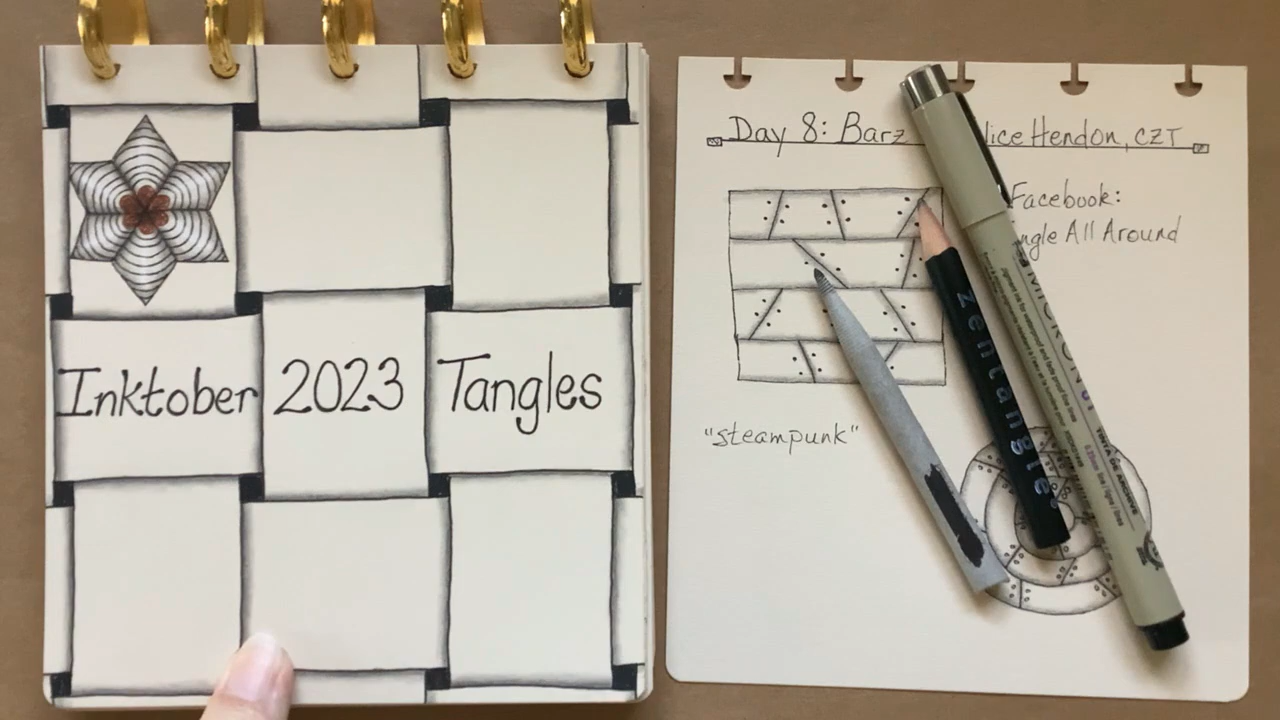 Inktober 2023 Tangles
Day 8: Barz lice Hendon, CZT
Facebook:
ngle All Around
"steampunk"
zentangle